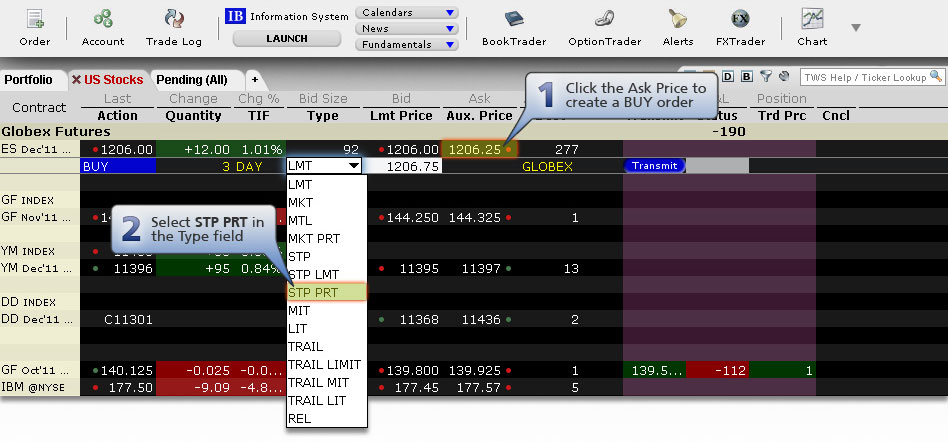 IB Information System
LAUNCH
Calendars
News
Fundamentals
Order Account Trade Log BookTrader OptionTrader Alerts FXTrader Chart
Portfolio US Stocks Pending (All) +
D B TWS Help / Ticker Lookup
1 Click the Ask Price to
create a BUY order
Contract Last Change Chg % Bid Size Bid Ask Position
Action Quantity TIF Type Lmt Price Aux. Price Trd Prc Cncl
Globex Futures -190
ES Dec'11 ... 1206.00 +12.00 1.01% 92 1206.00 1206.25 277
BUY 3 DAY LMT 1206.75 GLOBEX Transmit
LMT
MKT
GF INDEX
GF Nov'11 ... 144.250 144.325 1
MTL
2 Select STP PRT in
the Type field
MKT PRT
YM INDEX
STP
YM Dec'11 ... 11396 +95 0.84% 11395 11397 13
STP LMT
STP PRT
DD INDEX
MIT
DD Dec'11 ... C11301 11368 11436 2
LIT
TRAIL
TRAIL LIMIT
GF Oct'11 ... 140.125 -0.025 -0.0... 139.800 139.925 1 139.5... -112 1
TRAIL MIT
IBM @NYSE 177.50 -9.09 -4.8... 177.45 177.57 5
TRAIL LIT
REL